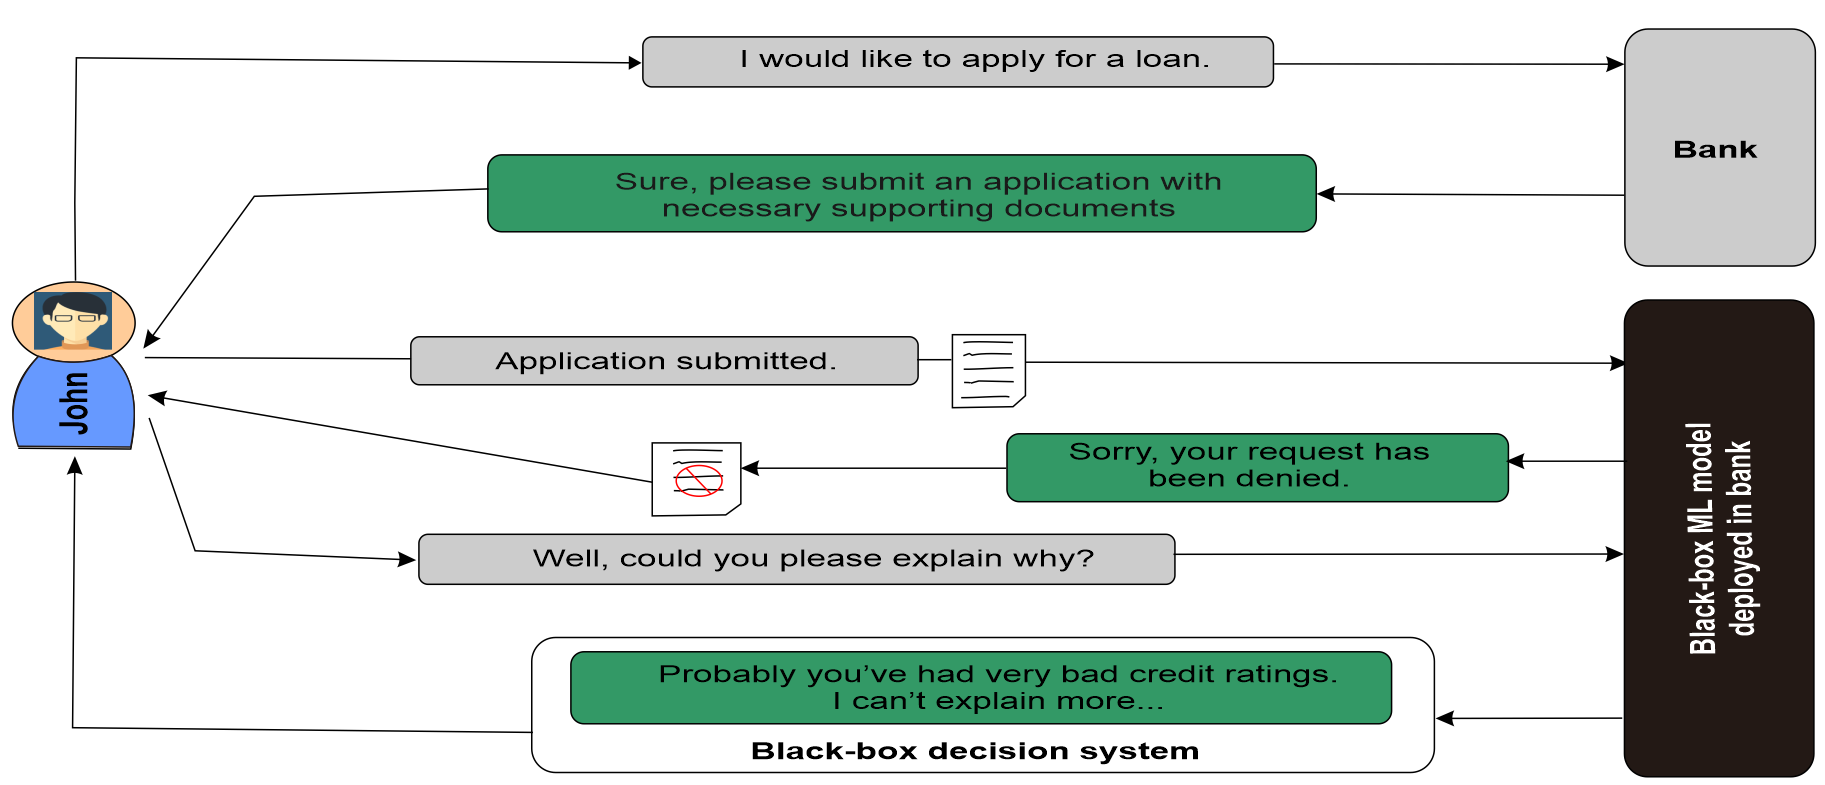 I would like to apply for a loan.
Bank
Sure, please submit an application with
necessary supporting documents
John
Application submitted.
Sorry, your request has
been denied.
Black-box ML model
deployed in bank
Well, could you please explain why?
Probably you’ve had very bad credit ratings.
I can’t explain more...
Black-box decision system